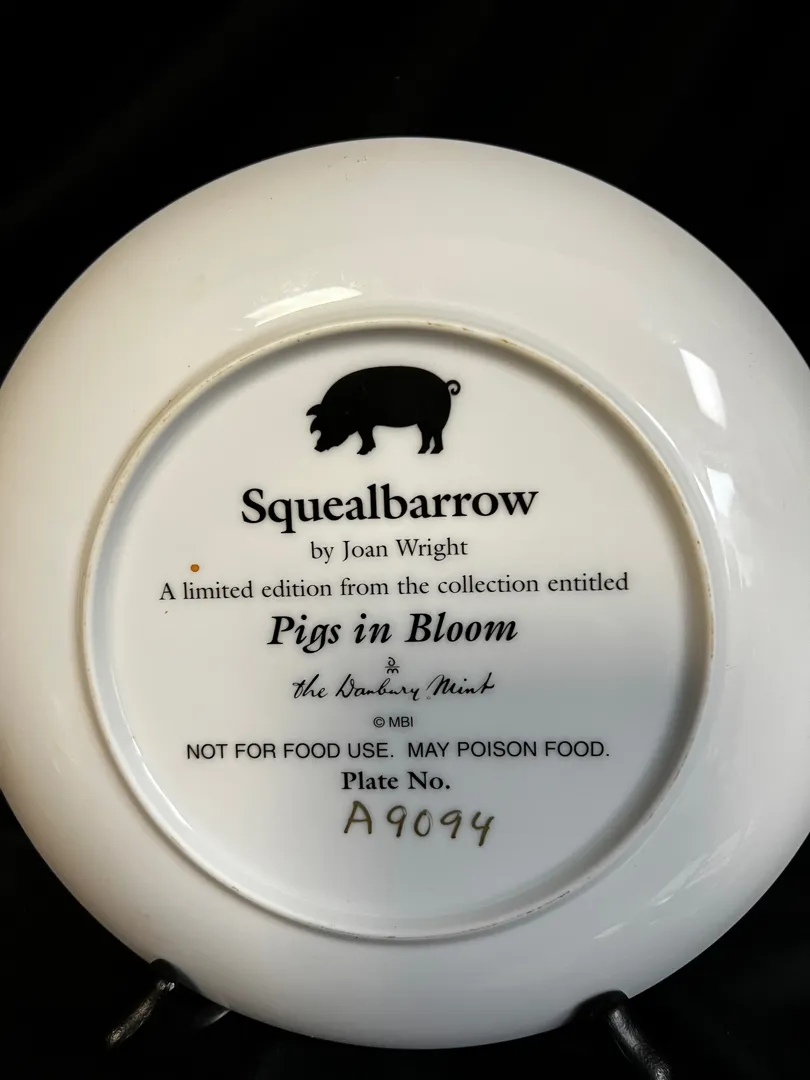 Squealbarrow
by Joan Wright
A limited edition from the collection entitled
Pigs in Bloom
DM
the Danbury Mint
© MBI
NOT FOR FOOD USE. MAY POISON FOOD.
Plate No.
A9094